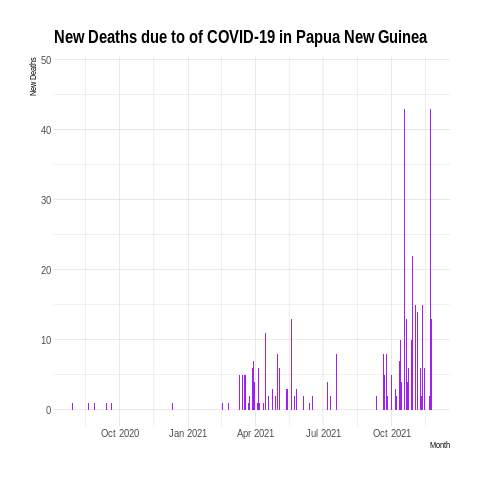 New Deaths due to of COVID-19 in Papua New Guinea
New Deaths
50
40
30
20
10
0
Oct 2020 Jan 2021 Apr 2021 Jul 2021 Oct 2021
Month